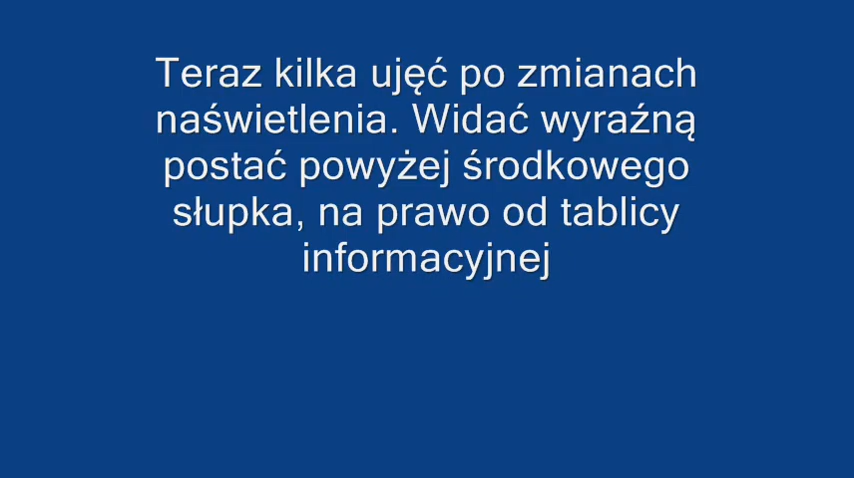 Teraz kilka ujęć po zmianach
naświetlenia. Widać wyraźną
postać powyżej środkowego
słupka, na prawo od tablicy
informacyjnej